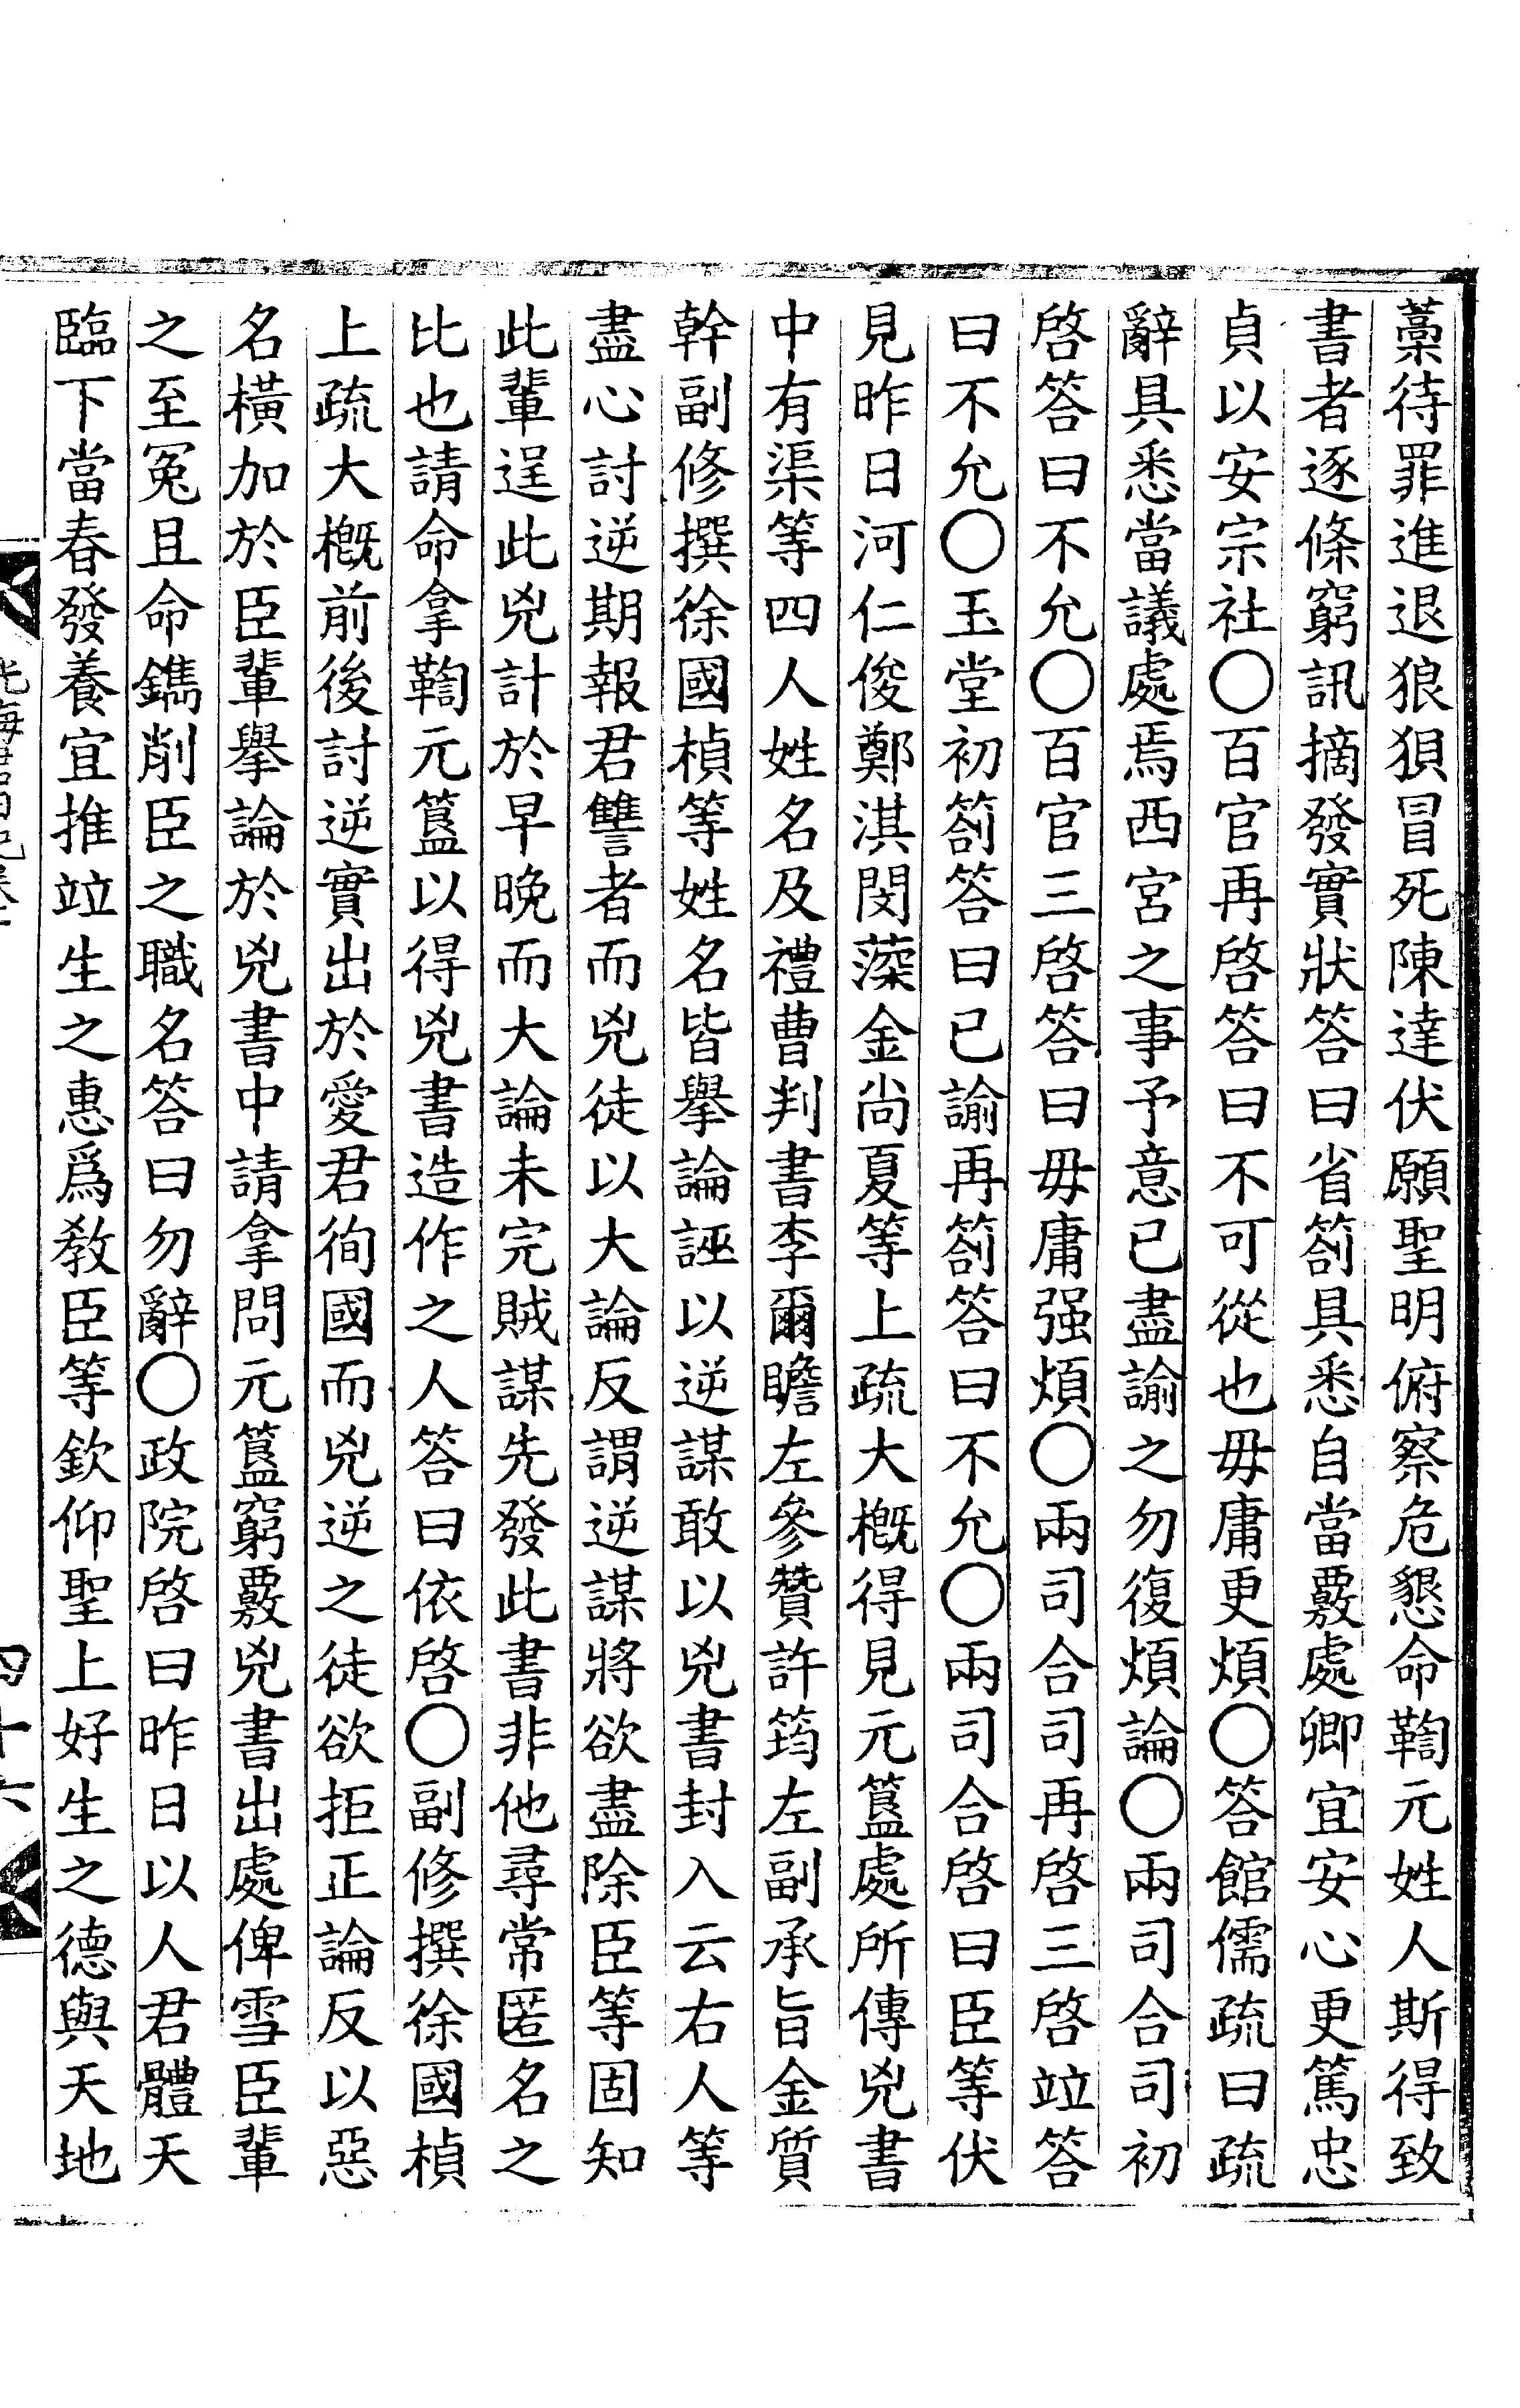 藁待罪進退狼狽冒死陳達伏願聖明俯察危懇命鞫元姓人斯得致
書者逐條窮訊摘發實狀答曰省箚具悉自當覈處卿宜安心更篤忠
貞以安宗社○百官再啓答曰不可從也毋庸更煩○答館儒疏曰疏
辭具悉當議處焉西宮之事予意已盡諭之勿復煩論○兩司合司初
啓答曰不允○百官三啓答曰毋庸强煩○兩司合司再啓三啓竝答
曰不允○玉堂初箚答曰已諭再箚答曰不允○兩司合啓曰臣等伏
見昨日河仁俊鄭淇閔藻金尙夏等上疏大槪得見元簋處所傳兇書
中有渠等四人姓名及禮曹判書李爾瞻左參贊許筠左副承旨金質
幹副修撰徐國楨等姓名皆擧論誣以逆謀敢以兇書封入云右人等
盡心討逆期報君讐者而兇徒以大論反謂逆謀將欲盡除臣等固知
此輩逞此兇計於早晩而大論未完賊謀先發此書非他尋常匿名之
比也請命拿鞫元簋以得兇書造作之人答曰依啓○副修撰徐國楨
上疏大槪前後討逆實出於愛君徇國而兇逆之徒欲拒正論反以惡
名橫加於臣輩擧論於兇書中請拿問元簋窮覈兇書出處俾雪臣輩
之至冤且命鐫削臣之職名答曰勿辭○政院啓曰昨日以人君體天
臨下當春發養宜推竝生之惠爲敎臣等欽仰聖上好生之德與天地
四十六